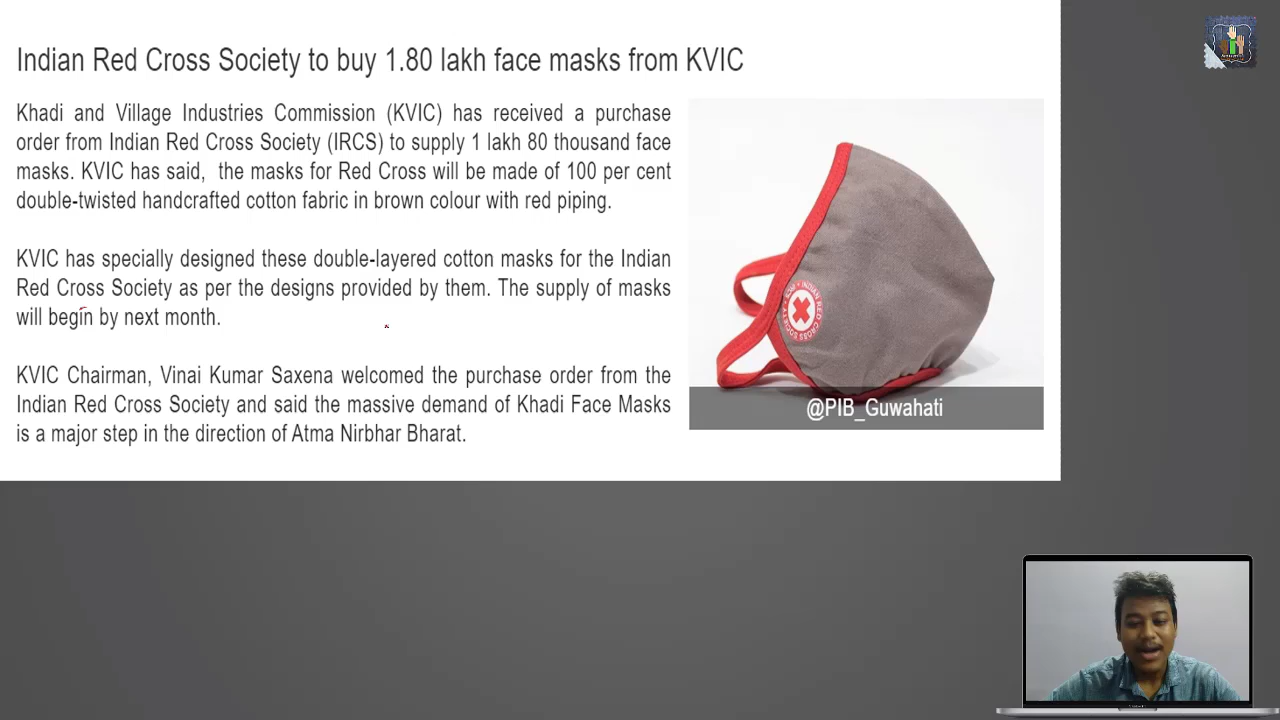 Indian Red Cross Society to buy 1.80 lakh face masks from KVIC
Khadi and Village Industries Commission (KVIC) has received a purchase
order from Indian Red Cross Society (IRCS) to supply 1 lakh 80 thousand face
masks. KVIC has said, the masks for Red Cross will be made of 100 per cent
double-twisted handcrafted cotton fabric in brown colour with red piping.
KVIC has specially designed these double-layered cotton masks for the Indian
Red Cross Society as per the designs provided by them. The supply of masks
will begin by next month.
KVIC Chairman, Vinai Kumar Saxena welcomed the purchase order from the
Indian Red Cross Society and said the massive demand of Khadi Face Masks
is a major step in the direction of Atma Nirbhar Bharat.
INDIAN RED CROSS SOCIETY
@PIB_Guwahati